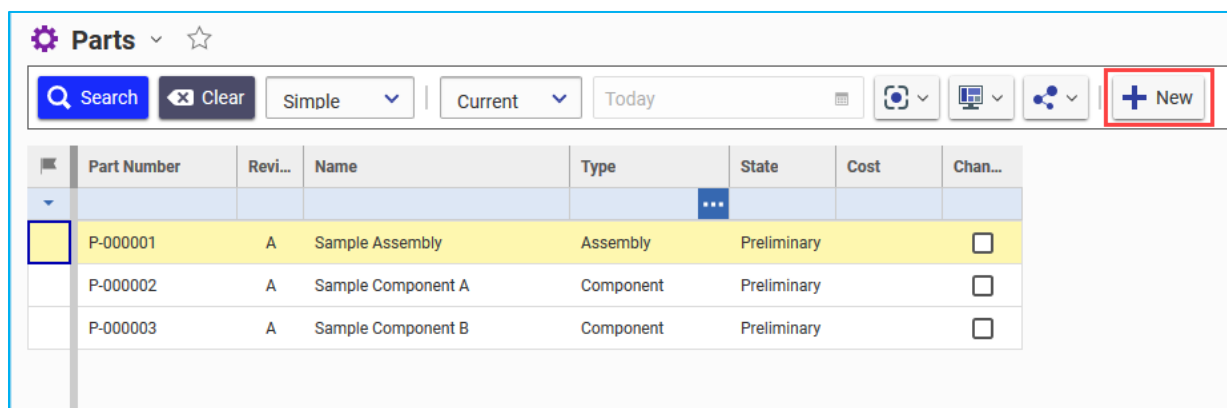 Parts
Search Clear Simple Current Today New
Part Number Revi... Name Type State Cost Chan...
P-000001 A Sample Assembly Assembly Preliminary
P-000002 A Sample Component A Component Preliminary
P-000003 A Sample Component B Component Preliminary